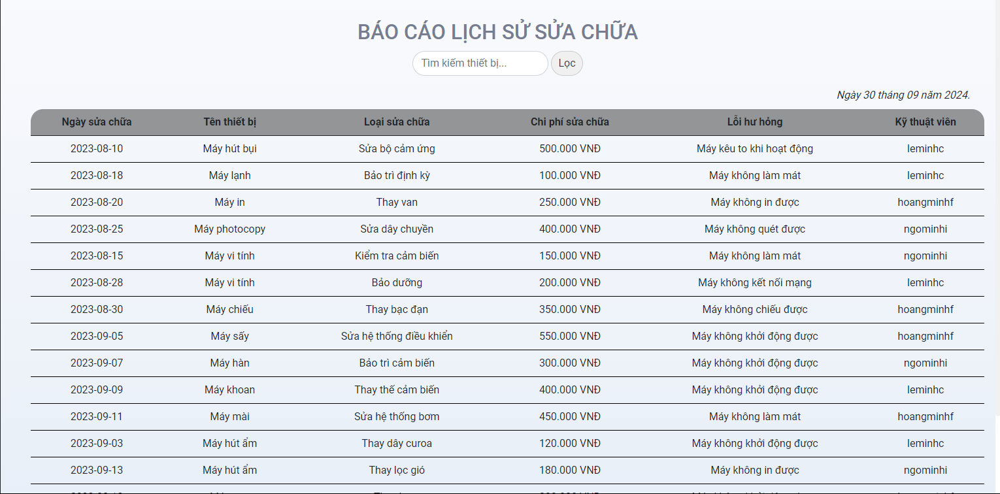 BÁO CÁO LỊCH SỬ SỬA CHỮA
Tìm kiếm thiết bị... Lọc
Ngày 30 tháng 09 năm 2024.
Ngày sửa chữa Tên thiết bị Loại sửa chữa Chi phí sửa chữa Lỗi hư hỏng Kỹ thuật viên
2023-08-10 Máy hút bụi Sửa bộ cảm ứng 500.000 VNĐ Máy kêu to khi hoạt động leminhc
2023-08-18 Máy lạnh Bảo trì định kỳ 100.000 VNĐ Máy không làm mát leminhc
2023-08-20 Máy in Thay van 250.000 VNĐ Máy không in được hoangminhf
2023-08-25 Máy photocopy Sửa dây chuyền 400.000 VNĐ Máy không quét được ngominhi
2023-08-15 Máy vi tính Kiểm tra cảm biến 150.000 VNĐ Máy không làm mát ngominhi
2023-08-28 Máy vi tính Bảo dưỡng 200.000 VNĐ Máy không kết nối mạng leminhc
2023-08-30 Máy chiếu Thay bạc đạn 350.000 VNĐ Máy không chiếu được hoangminhf
2023-09-05 Máy sấy Sửa hệ thống điều khiển 550.000 VNĐ Máy không khởi động được hoangminhf
2023-09-07 Máy hàn Bảo trì cảm biến 300.000 VNĐ Máy không khởi động được ngominhi
2023-09-09 Máy khoan Thay thế cảm biến 400.000 VNĐ Máy không khởi động được leminhc
2023-09-11 Máy mài Sửa hệ thống bơm 450.000 VNĐ Máy không làm mát hoangminhf
2023-09-03 Máy hút ẩm Thay dây curoa 120.000 VNĐ Máy không khởi động được leminhc
2023-09-13 Máy hút ẩm Thay lọc gió 180.000 VNĐ Máy không in được ngominhi